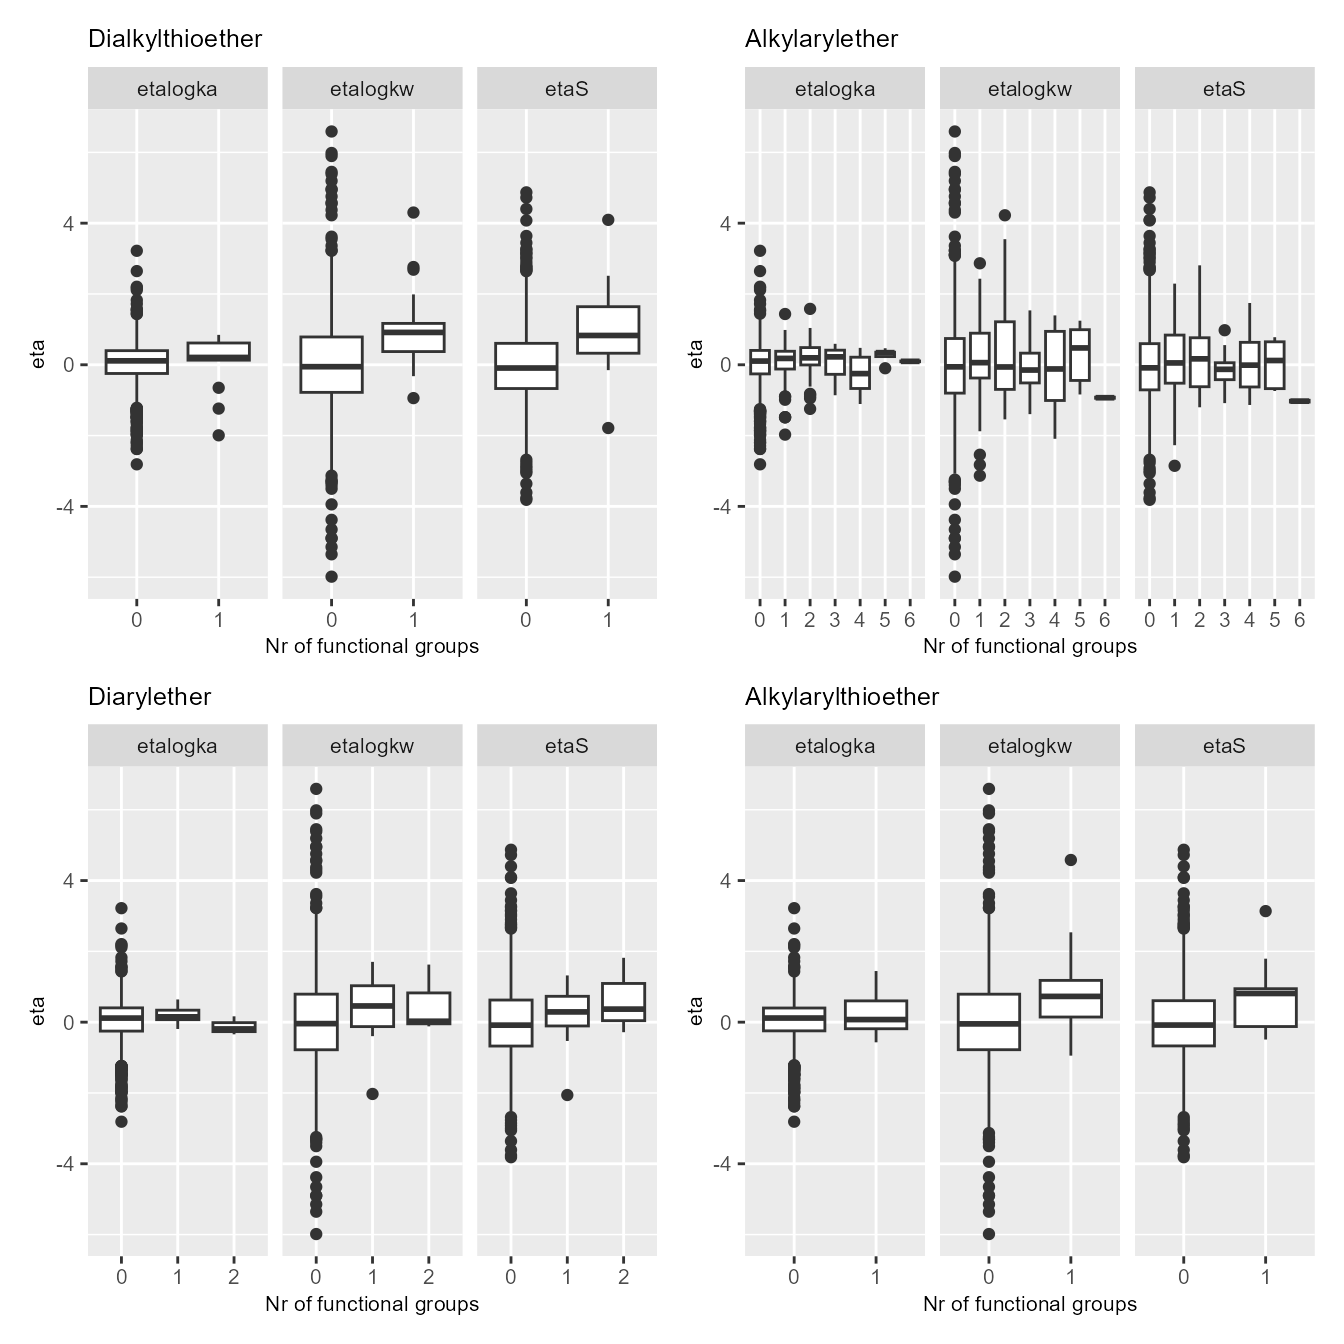 Dialkylthioether
etalogka etalogkw etaS
eta
4
0
-4
0 1 0 1 0 1
Nr of functional groups
Alkylarylether
etalogka etalogkw etaS
eta
4
0
-4
0 1 2 3 4 5 6 0 1 2 3 4 5 6 0 1 2 3 4 5 6
Nr of functional groups
Diarylether
etalogka etalogkw etaS
eta
4
0
-4
0 1 2 0 1 2 0 1 2
Nr of functional groups
Alkylarylthioether
etalogka etalogkw etaS
eta
4
0
-4
0 1 0 1 0 1
Nr of functional groups